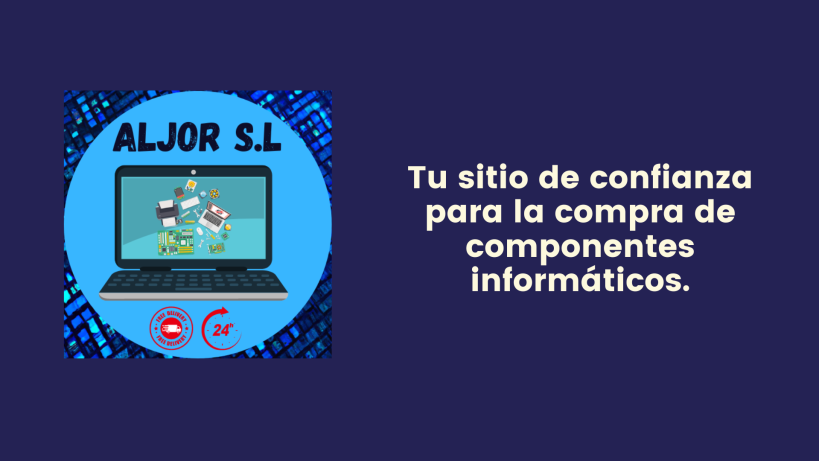 ALJOR S.L
FREE DELIVERY
FREE DELIVERY
24h
Tu sitio de confianza
para la compra de
componentes
informáticos.